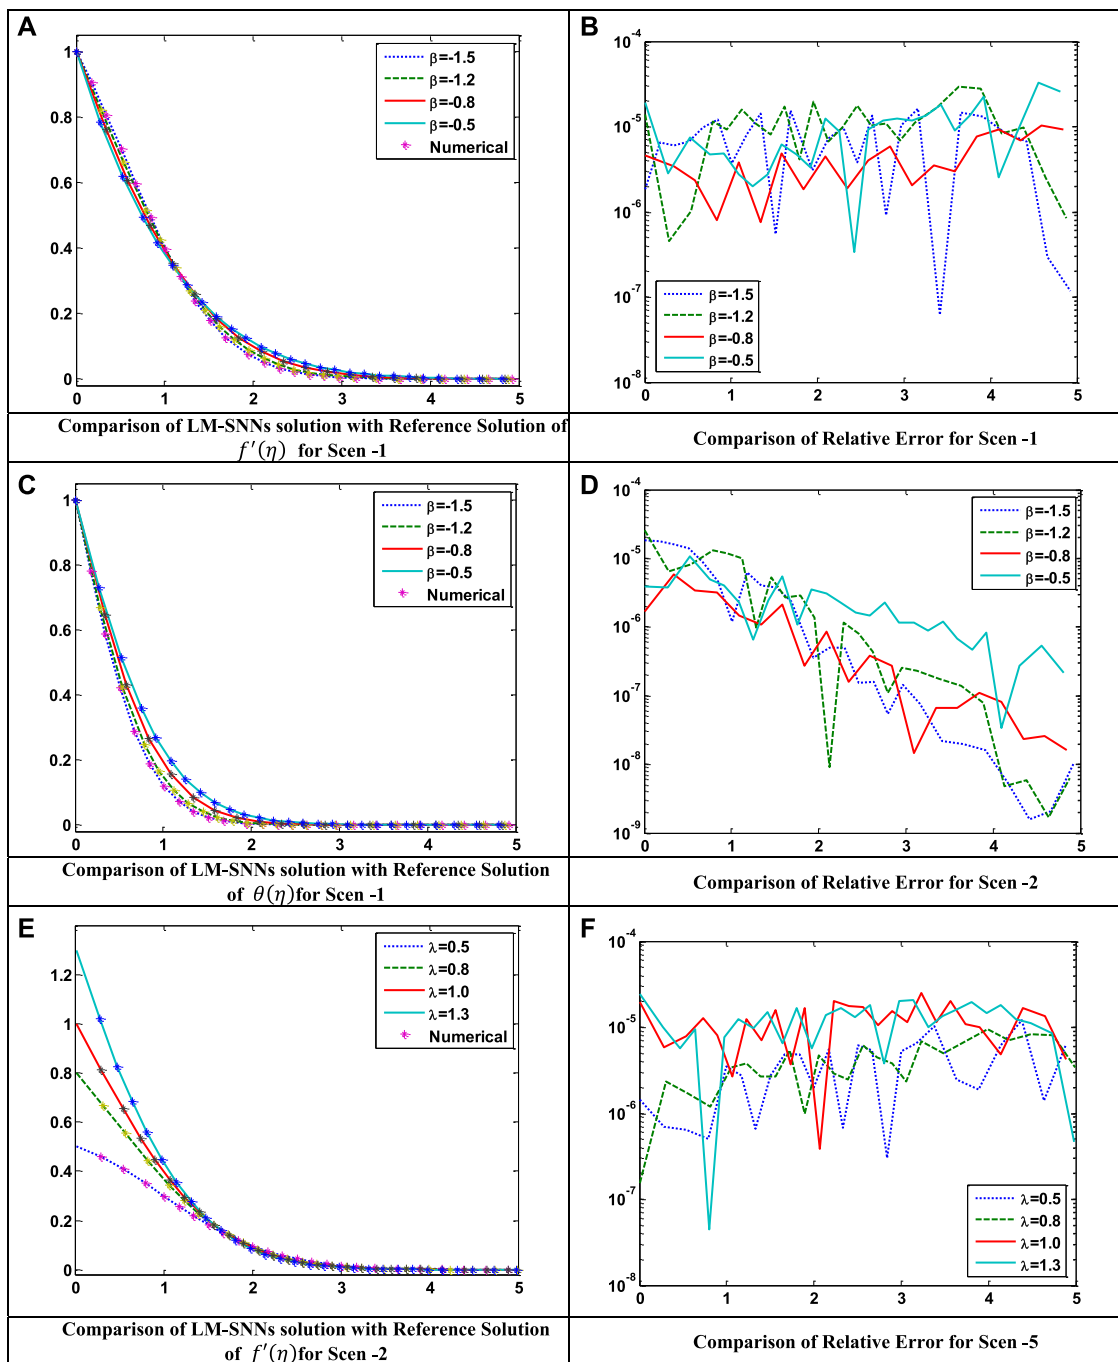 A
1
0.8
0.6
0.4
0.2
0
0 1 2 3 4 5
β=-1.5
β=-1.2
β=-0.8
β=-0.5
Numerical
B
10⁻⁴
10⁻⁵
10⁻⁶
10⁻⁷
10⁻⁸
0 1 2 3 4 5
β=-1.5
β=-1.2
β=-0.8
β=-0.5
Comparison of LM-SNNs solution with Reference Solution of
f′(η) for Scen -1
Comparison of Relative Error for Scen -1
C
1
0.8
0.6
0.4
0.2
0
0 1 2 3 4 5
β=-1.5
β=-1.2
β=-0.8
β=-0.5
Numerical
D
10⁻⁴
10⁻⁵
10⁻⁶
10⁻⁷
10⁻⁸
10⁻⁹
0 1 2 3 4 5
β=-1.5
β=-1.2
β=-0.8
β=-0.5
Comparison of LM-SNNs solution with Reference Solution
of θ(η)for Scen -1
Comparison of Relative Error for Scen -2
E
1.2
1
0.8
0.6
0.4
0.2
0
0 1 2 3 4 5
λ=0.5
λ=0.8
λ=1.0
λ=1.3
Numerical
F
10⁻⁴
10⁻⁵
10⁻⁶
10⁻⁷
10⁻⁸
0 1 2 3 4 5
λ=0.5
λ=0.8
λ=1.0
λ=1.3
Comparison of LM-SNNs solution with Reference Solution
of f′(η)for Scen -2
Comparison of Relative Error for Scen -5